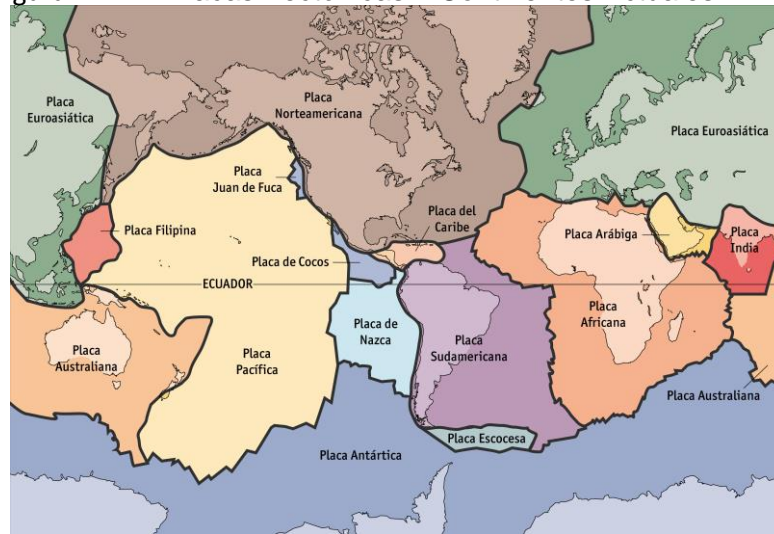 Placa
Euroasiática
Placa
Norteamericana
Placa Euroasiática
Placa
Juan de Fuca
Placa Filipina
Placa del
Caribe
Placa Arábiga
Placa
India
Placa de Cocos
ECUADOR
Placa
Australiana
Placa
Pacífica
Placa de
Nazca
Placa
Sudamericana
Placa
Africana
Placa Australiana
Placa Escocesa
Placa Antártica